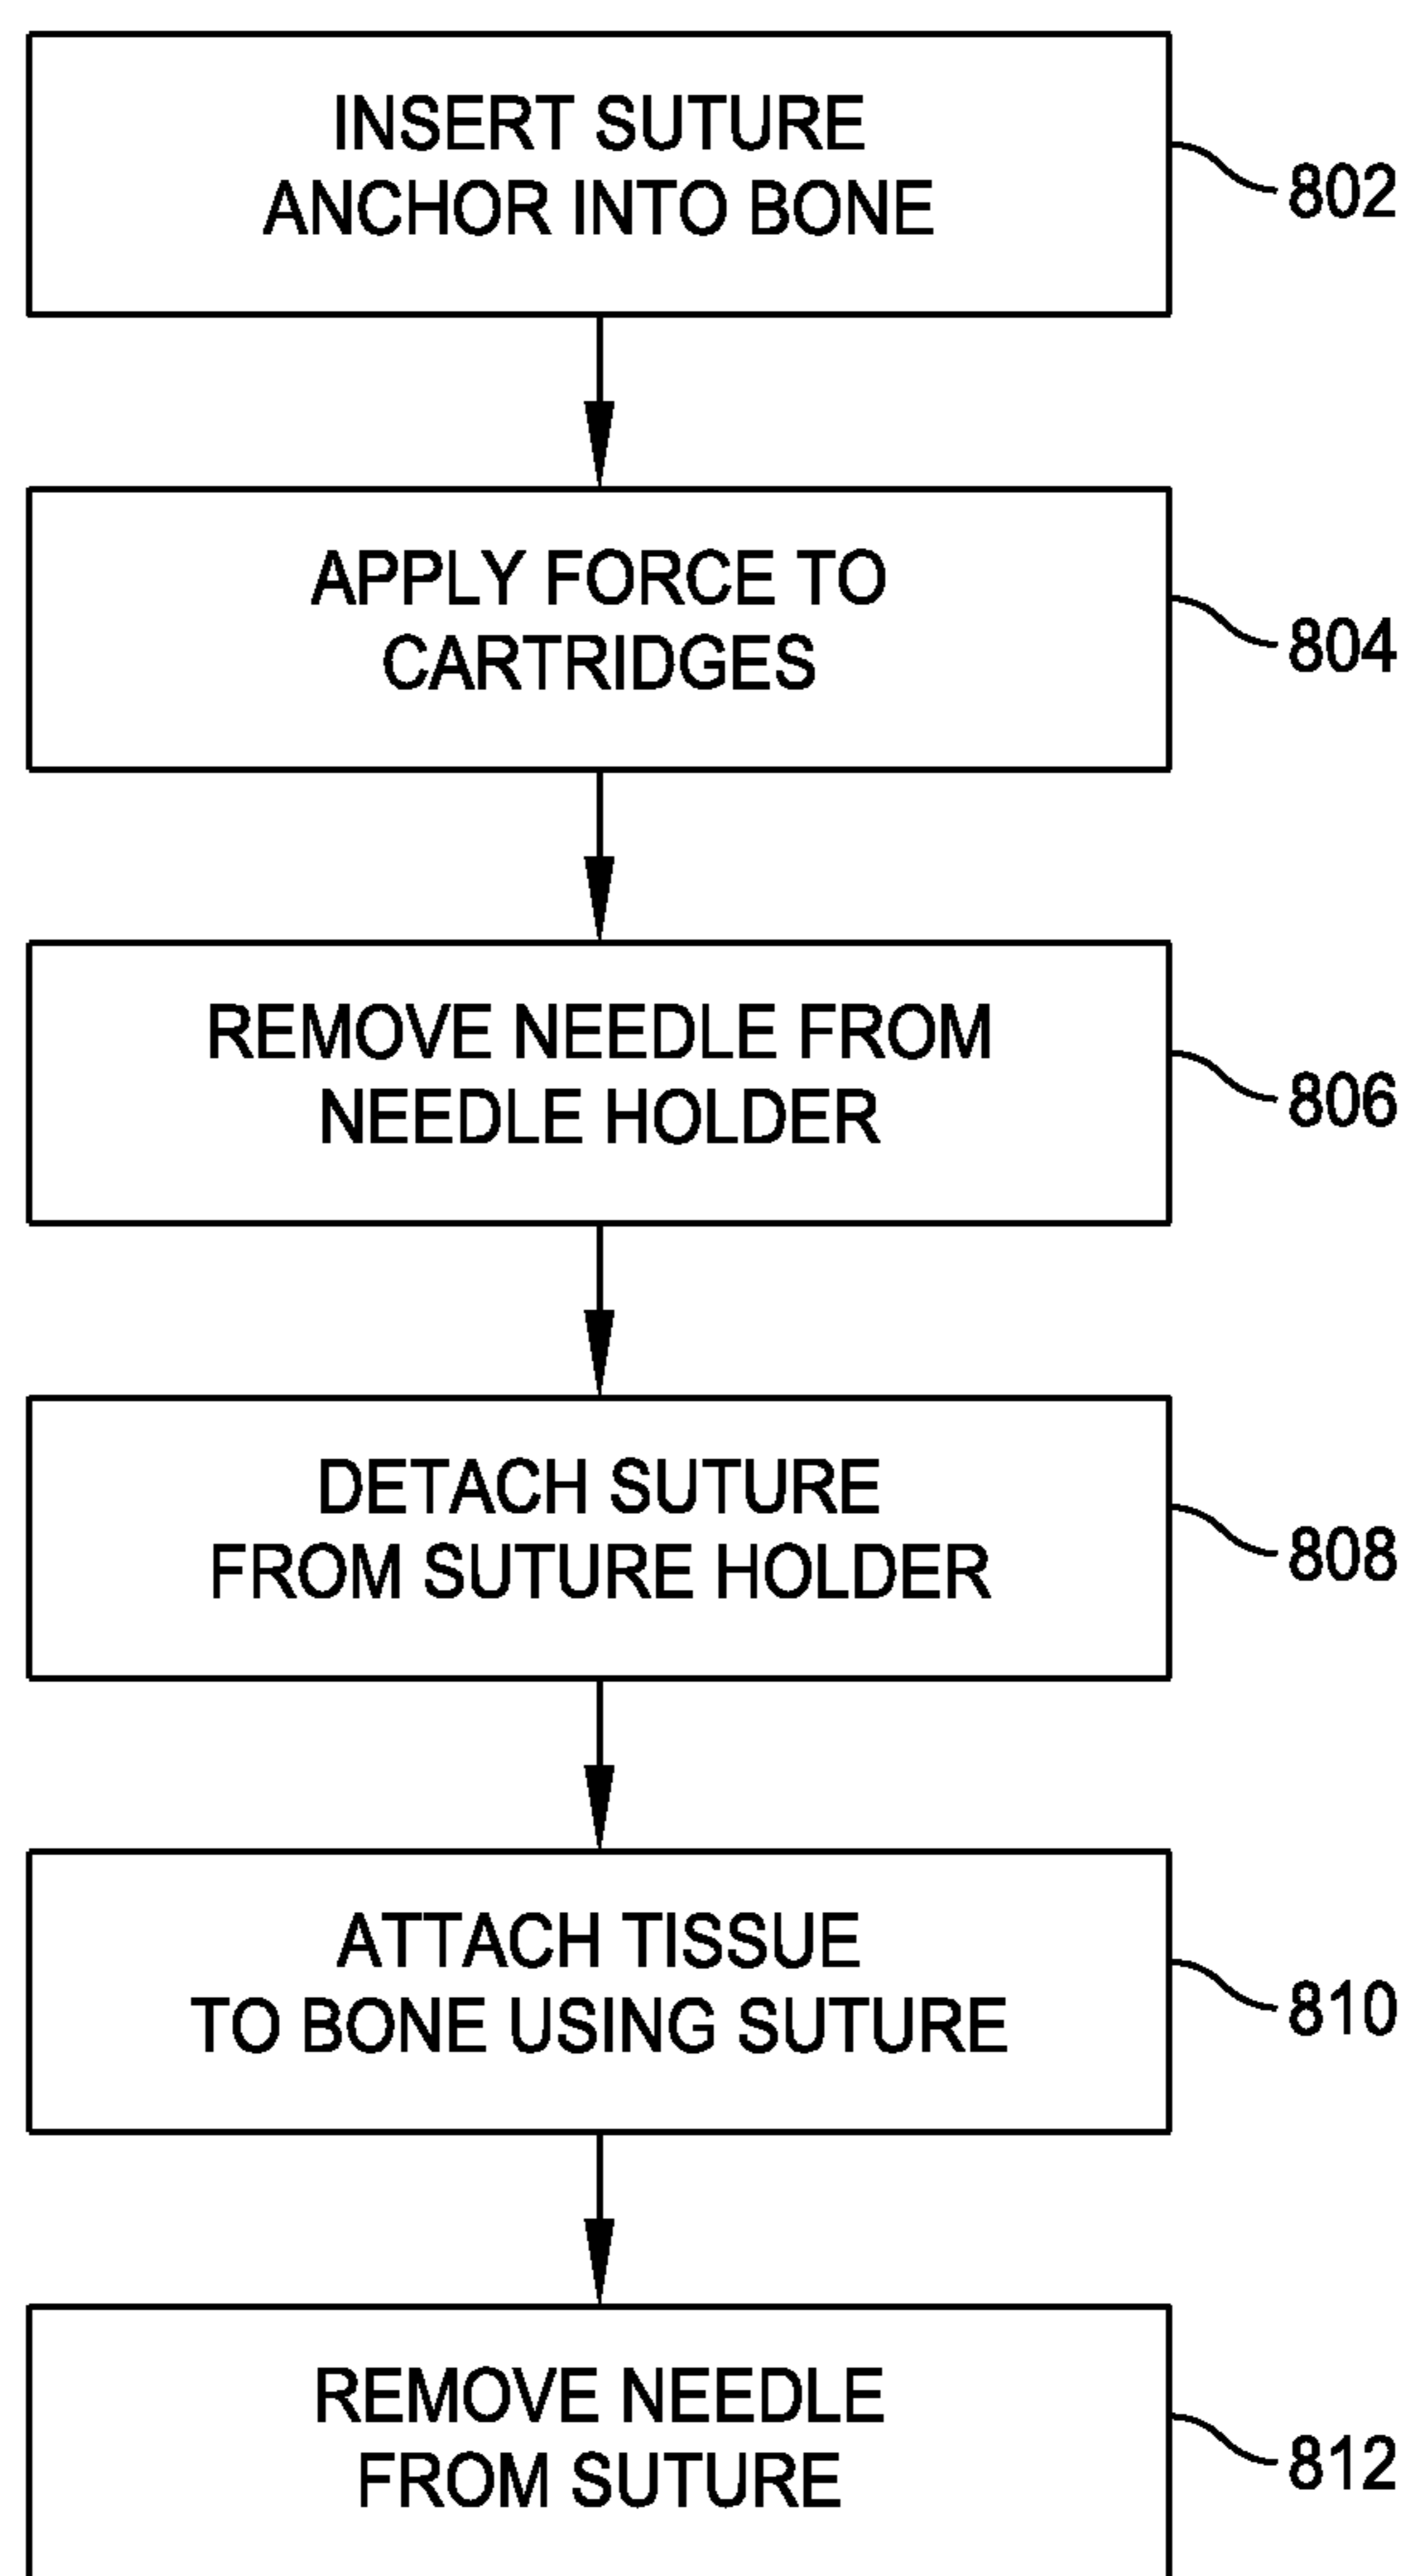 INSERT SUTURE
ANCHOR INTO BONE
802
APPLY FORCE TO
CARTRIDGES
804
REMOVE NEEDLE FROM
NEEDLE HOLDER
806
DETACH SUTURE
FROM SUTURE HOLDER
808
ATTACH TISSUE
TO BONE USING SUTURE
810
REMOVE NEEDLE
FROM SUTURE
812